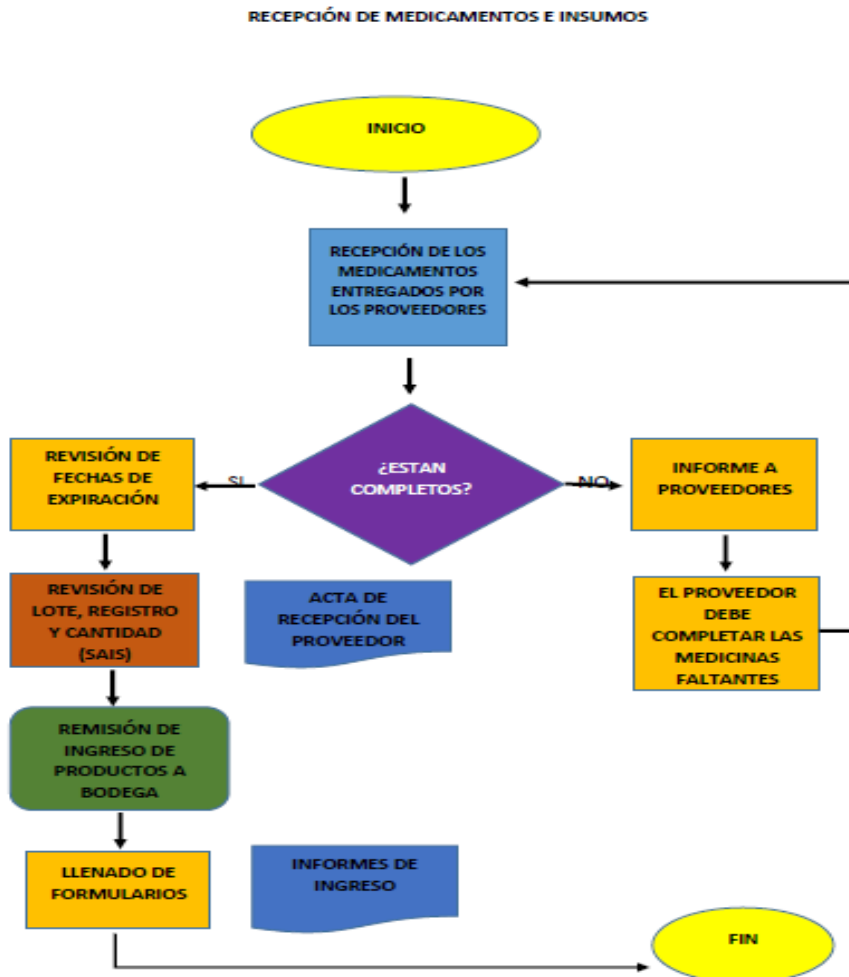 RECEPCIÓN DE MEDICAMENTOS E INSUMOS
INICIO
RECEPCIÓN DE LOS
MEDICAMENTOS
ENTREGADOS POR
LOS PROVEEDORES
¿ESTAN
COMPLETOS?
SI
NO
REVISIÓN DE
FECHAS DE
EXPIRACIÓN
INFORME A
PROVEEDORES
REVISIÓN DE
LOTE, REGISTRO
Y CANTIDAD
(SAIS)
ACTA DE
RECEPCIÓN DEL
PROVEEDOR
EL PROVEEDOR
DEBE
COMPLETAR LAS
MEDICINAS
FALTANTES
REMISIÓN DE
INGRESO DE
PRODUCTOS A
BODEGA
LLENADO DE
FORMULARIOS
INFORMES DE
INGRESO
FIN